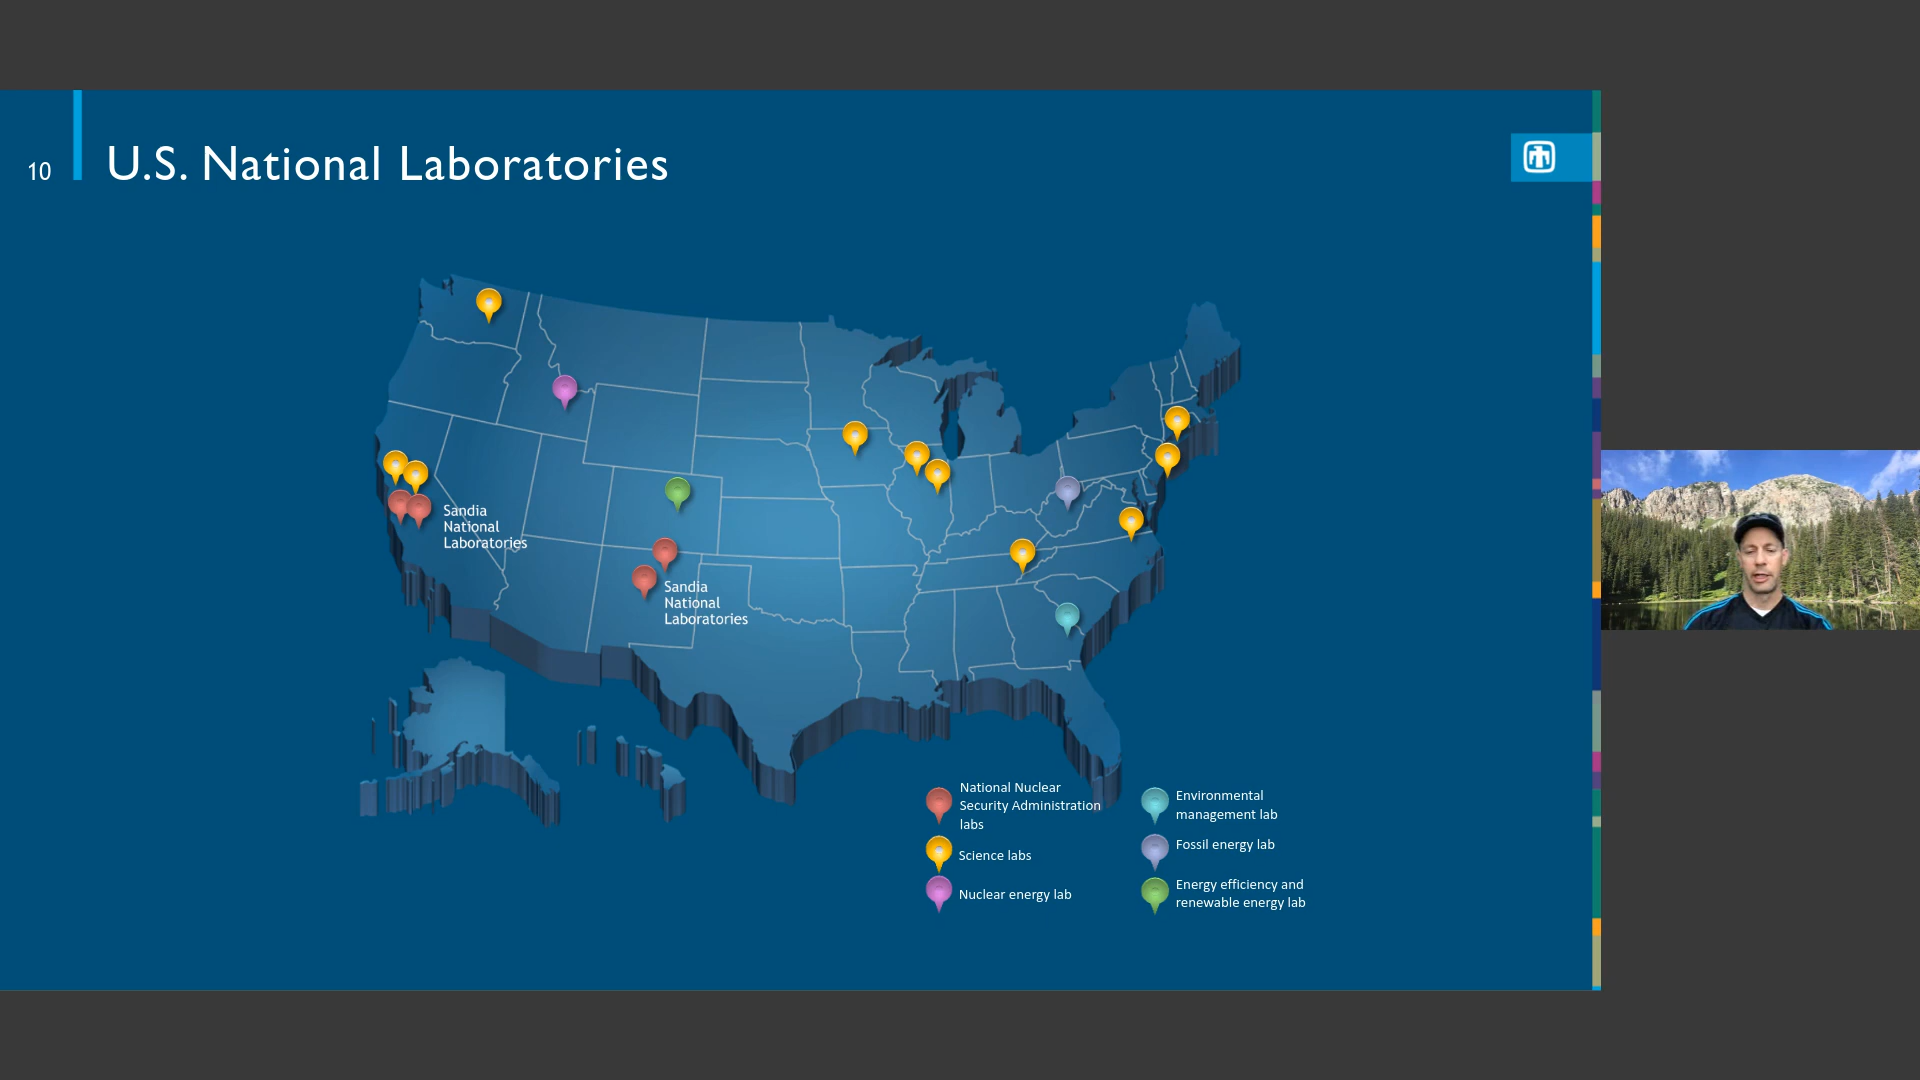 10
U.S. National Laboratories
Sandia
National
Laboratories
Sandia
National
Laboratories
National Nuclear
Security Administration
labs
Science labs
Nuclear energy lab
Environmental
management lab
Fossil energy lab
Energy efficiency and
renewable energy lab